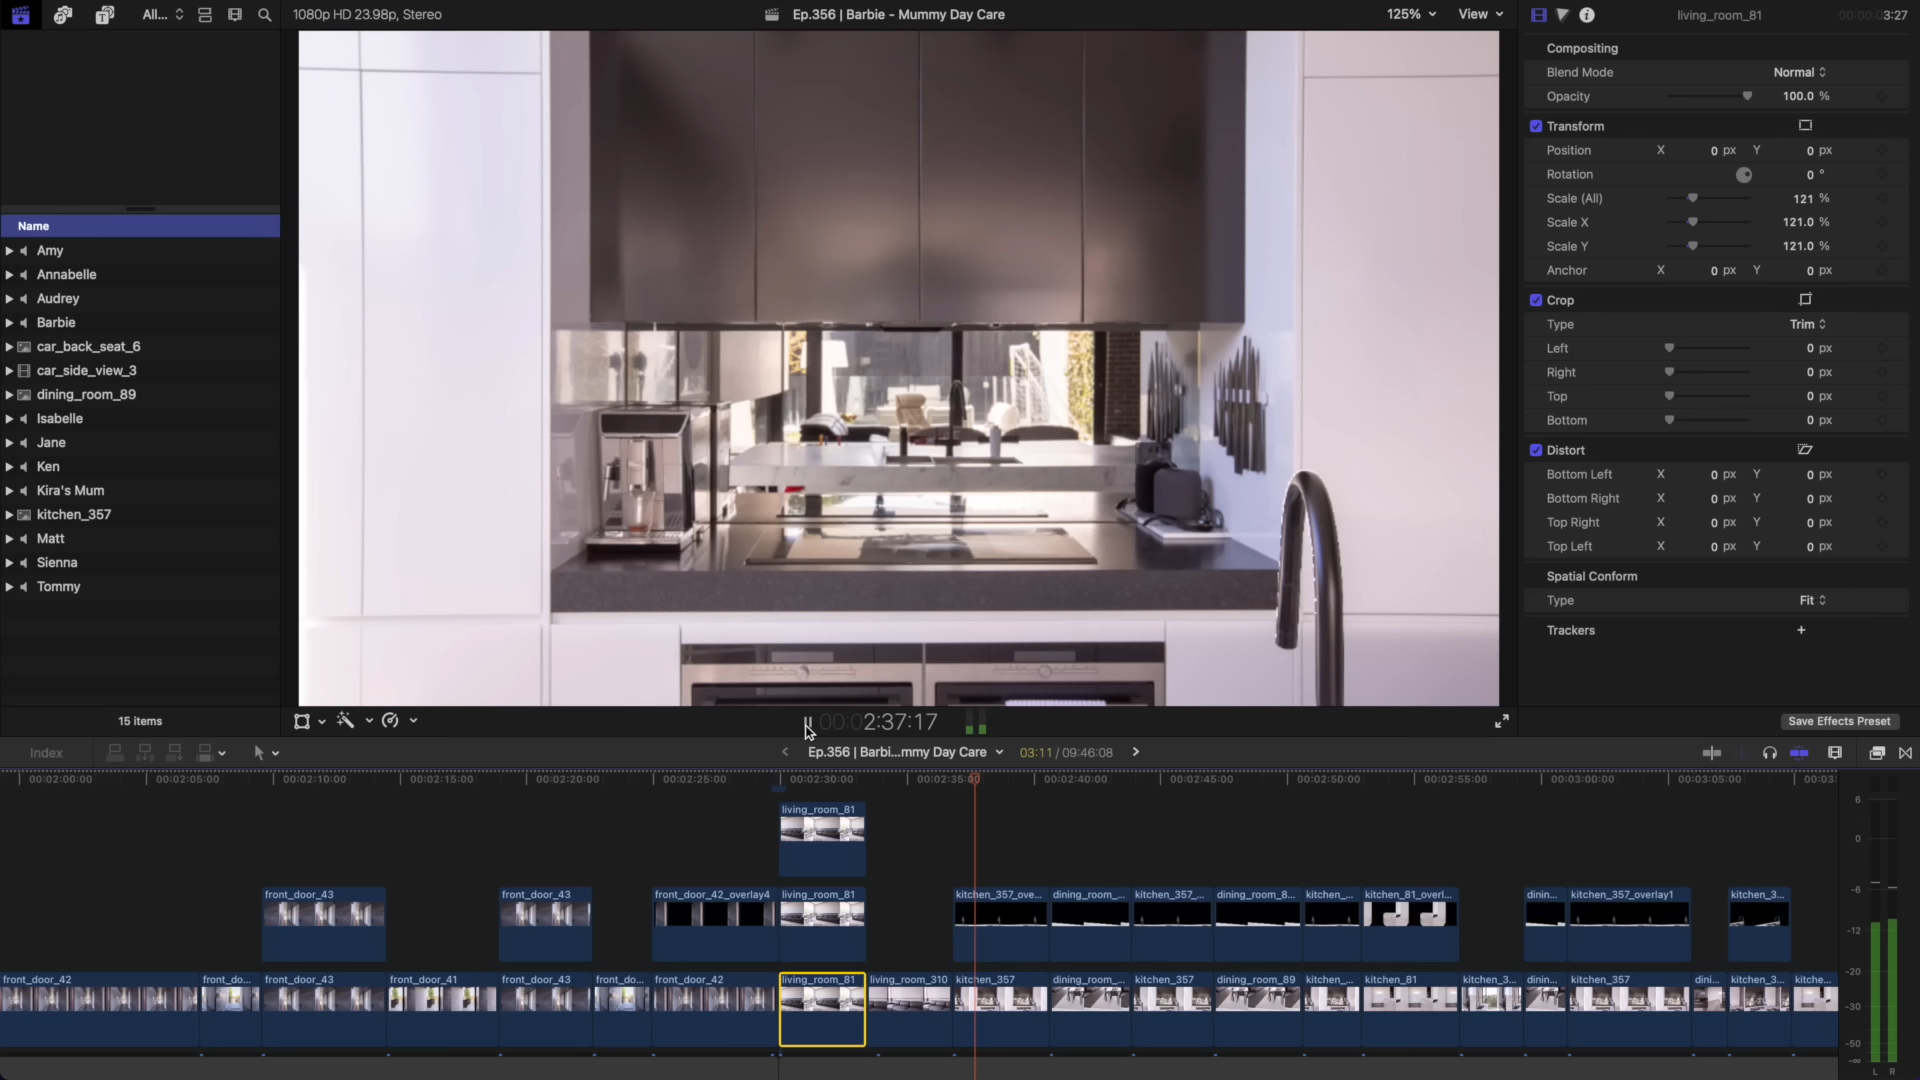 All...
1080p HD 23.98p, Stereo
Ep.356 | Barbie - Mummy Day Care
125%
View
living_room_81
00:00:03:27
Name
Amy
Annabelle
Audrey
Barbie
car_back_seat_6
car_side_view_3
dining_room_89
Isabelle
Jane
Ken
Kira's Mum
kitchen_357
Matt
Sienna
Tommy
15 items
Compositing
Blend Mode Normal
Opacity 100.0 %
Transform
Position X 0 px Y 0 px
Rotation 0 °
Scale (All) 121 %
Scale X 121.0 %
Scale Y 121.0 %
Anchor X 0 px Y 0 px
Crop
Type Trim
Left 0 px
Right 0 px
Top 0 px
Bottom 0 px
Distort
Bottom Left X 0 px Y 0 px
Bottom Right X 0 px Y 0 px
Top Right X 0 px Y 0 px
Top Left X 0 px Y 0 px
Spatial Conform
Type Fit
Trackers +
Save Effects Preset
00:02:37:17
Index
Ep.356 | Barbi...mmy Day Care
03:11 / 09:46:08
00:02:00:00 00:02:05:00 00:02:10:00 00:02:15:00 00:02:20:00 00:02:25:00 00:02:30:00 00:02:35:00 00:02:40:00 00:02:45:00 00:02:50:00 00:02:55:00 00:03:00:00 00:03:05:00 00:03:
living_room_81
front_door_43 front_door_43 front_door_42_overlay4 living_room_81 kitchen_357_ove... dining_room_... kitchen_357_... dining_room_8... kitchen_... kitchen_81_overl... dinin... kitchen_357_overlay1 kitchen_3...
front_door_42 front_do... front_door_43 front_door_41 front_door_43 front_do... front_door_42 living_room_81 living_room_310 kitchen_357 dining_room_... kitchen_357 dining_room_89 kitchen_... kitchen_81 kitchen_3... dinin... kitchen_357 dini... kitchen_3... kitche...
6
0
-6
-12
-20
-30
-50
-∞
L R